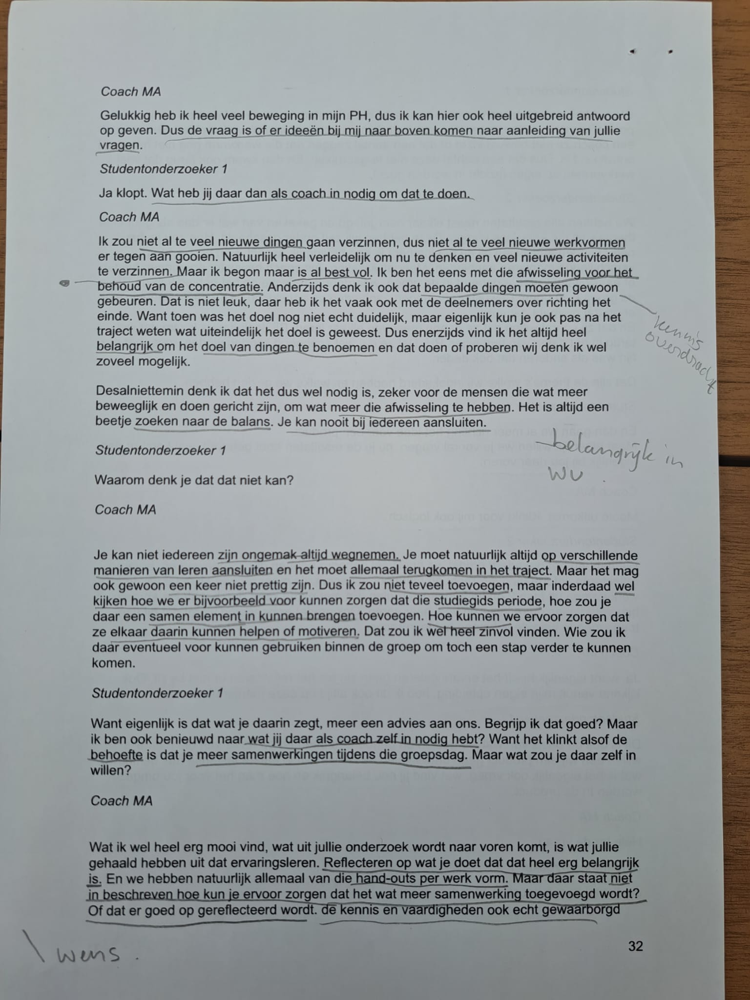 Coach MA
Gelukkig heb ik heel veel beweging in mijn PH, dus ik kan hier ook heel uitgebreid antwoord
op geven. Dus de vraag is of er ideeën bij mij naar boven komen naar aanleiding van jullie
vragen.
Studentonderzoeker 1
Ja klopt. Wat heb jij daar dan als coach in nodig om dat te doen.
Coach MA
Ik zou niet al te veel nieuwe dingen gaan verzinnen, dus niet al te veel nieuwe werkvormen
er tegen aan gooien. Natuurlijk heel verleidelijk om nu te denken en veel nieuwe activiteiten
te verzinnen. Maar ik begon maar is al best vol. Ik ben het eens met die afwisseling voor het
behoud van de concentratie. Anderzijds denk ik ook dat bepaalde dingen moeten gewoon
gebeuren. Dat is niet leuk, daar heb ik het vaak ook met de deelnemers over richting het
einde. Want toen was het doel nog niet echt duidelijk, maar eigenlijk kun je ook pas na het
traject weten wat uiteindelijk het doel is geweest. Dus enerzijds vind ik het altijd heel
belangrijk om het doel van dingen te benoemen en dat doen of proberen wij denk ik wel
zoveel mogelijk.
kennis
overdracht
Desalniettemin denk ik dat het dus wel nodig is, zeker voor de mensen die wat meer
beweeglijk en doen gericht zijn, om wat meer die afwisseling te hebben. Het is altijd een
beetje zoeken naar de balans. Je kan nooit bij iedereen aansluiten.
belangrijk in
WV
Studentonderzoeker 1
Waarom denk je dat dat niet kan?
Coach MA
Je kan niet iedereen zijn ongemak altijd wegnemen. Je moet natuurlijk altijd op verschillende
manieren van leren aansluiten en het moet allemaal terugkomen in het traject. Maar het mag
ook gewoon een keer niet prettig zijn. Dus ik zou niet teveel toevoegen, maar inderdaad wel
kijken hoe we er bijvoorbeeld voor kunnen zorgen dat die studiegids periode, hoe zou je
daar een samen element in kunnen brengen toevoegen. Hoe kunnen we ervoor zorgen dat
ze elkaar daarin kunnen helpen of motiveren. Dat zou ik wel heel zinvol vinden. Wie zou ik
daar eventueel voor kunnen gebruiken binnen de groep om toch een stap verder te kunnen
komen.
Studentonderzoeker 1
Want eigenlijk is dat wat je daarin zegt, meer een advies aan ons. Begrijp ik dat goed? Maar
ik ben ook benieuwd naar wat jij daar als coach zelf in nodig hebt? Want het klinkt alsof de
behoefte is dat je meer samenwerkingen tijdens die groepsdag. Maar wat zou je daar zelf in
willen?
Coach MA
Wat ik wel heel erg mooi vind, wat uit jullie onderzoek wordt naar voren komt, is wat jullie
gehaald hebben uit dat ervaringsleren. Reflecteren op wat je doet dat dat heel erg belangrijk
is. En we hebben natuurlijk allemaal van die hand-outs per werk vorm. Maar daar staat niet
in beschreven hoe kun je ervoor zorgen dat het wat meer samenwerking toegevoegd wordt?
Of dat er goed op gereflecteerd wordt. de kennis en vaardigheden ook echt gewaarborgd
32
wens.